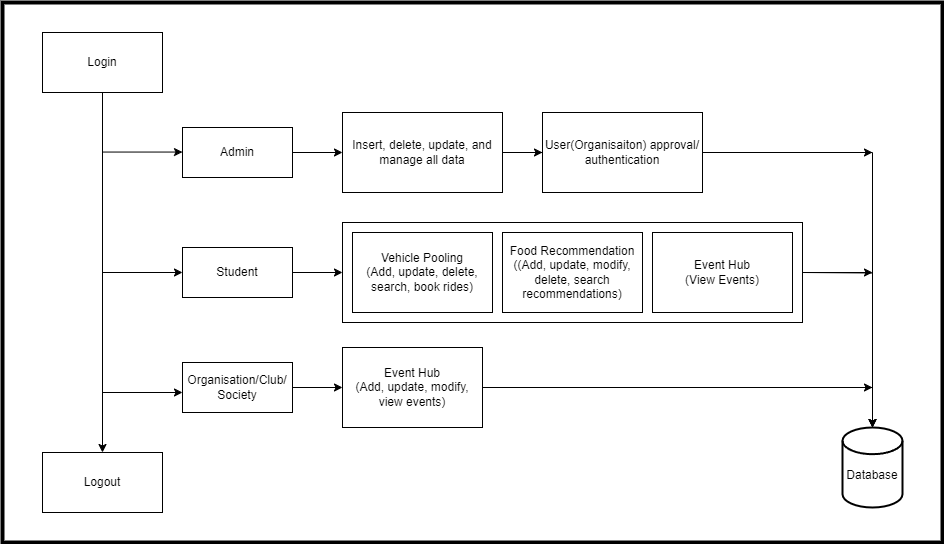 Login
Admin
Insert, delete, update, and
manage all data
User(Organisaiton) approval/
authentication
Student
Vehicle Pooling
(Add, update, delete,
search, book rides)
Food Recommendation
((Add, update, modify,
delete, search
recommendations)
Event Hub
(View Events)
Organisation/Club/
Society
Event Hub
(Add, update, modify,
view events)
Logout
Database